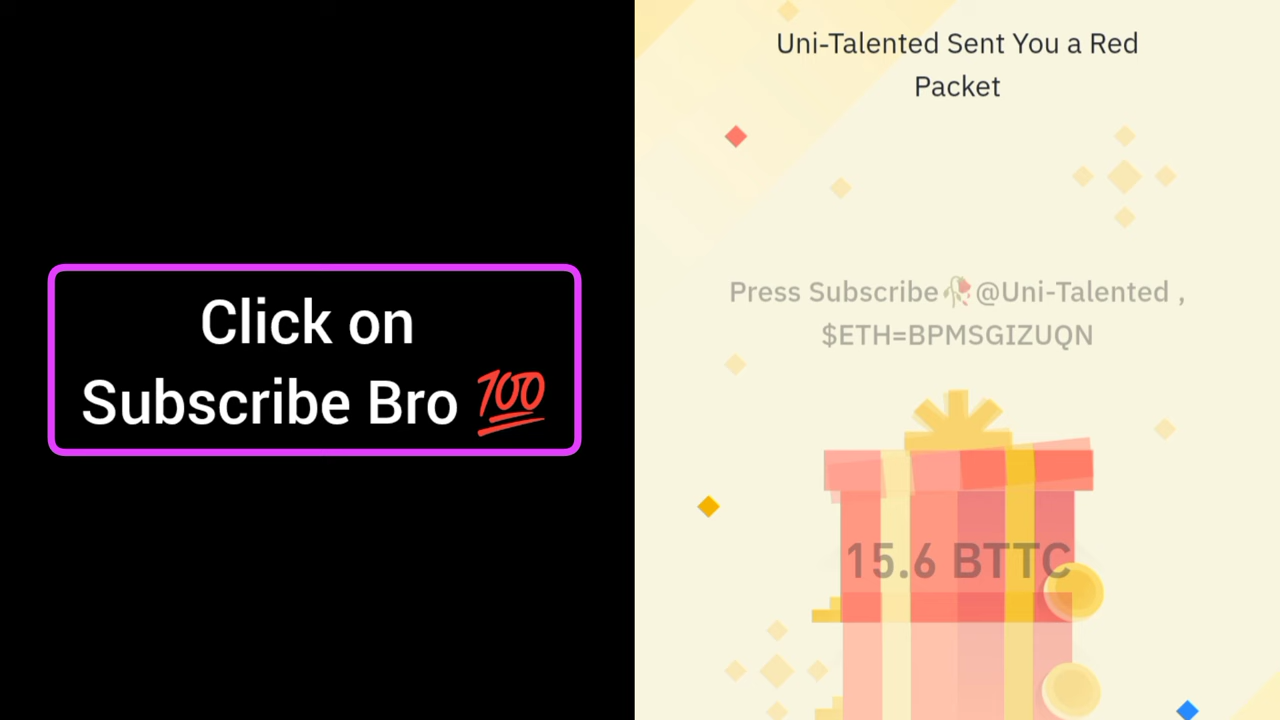 Click on
Subscribe Bro 💯
Uni-Talented Sent You a Red
Packet
Press Subscribe🥀@Uni-Talented ,
$ETH=BPMSGIZUQN
15.6 BTTC